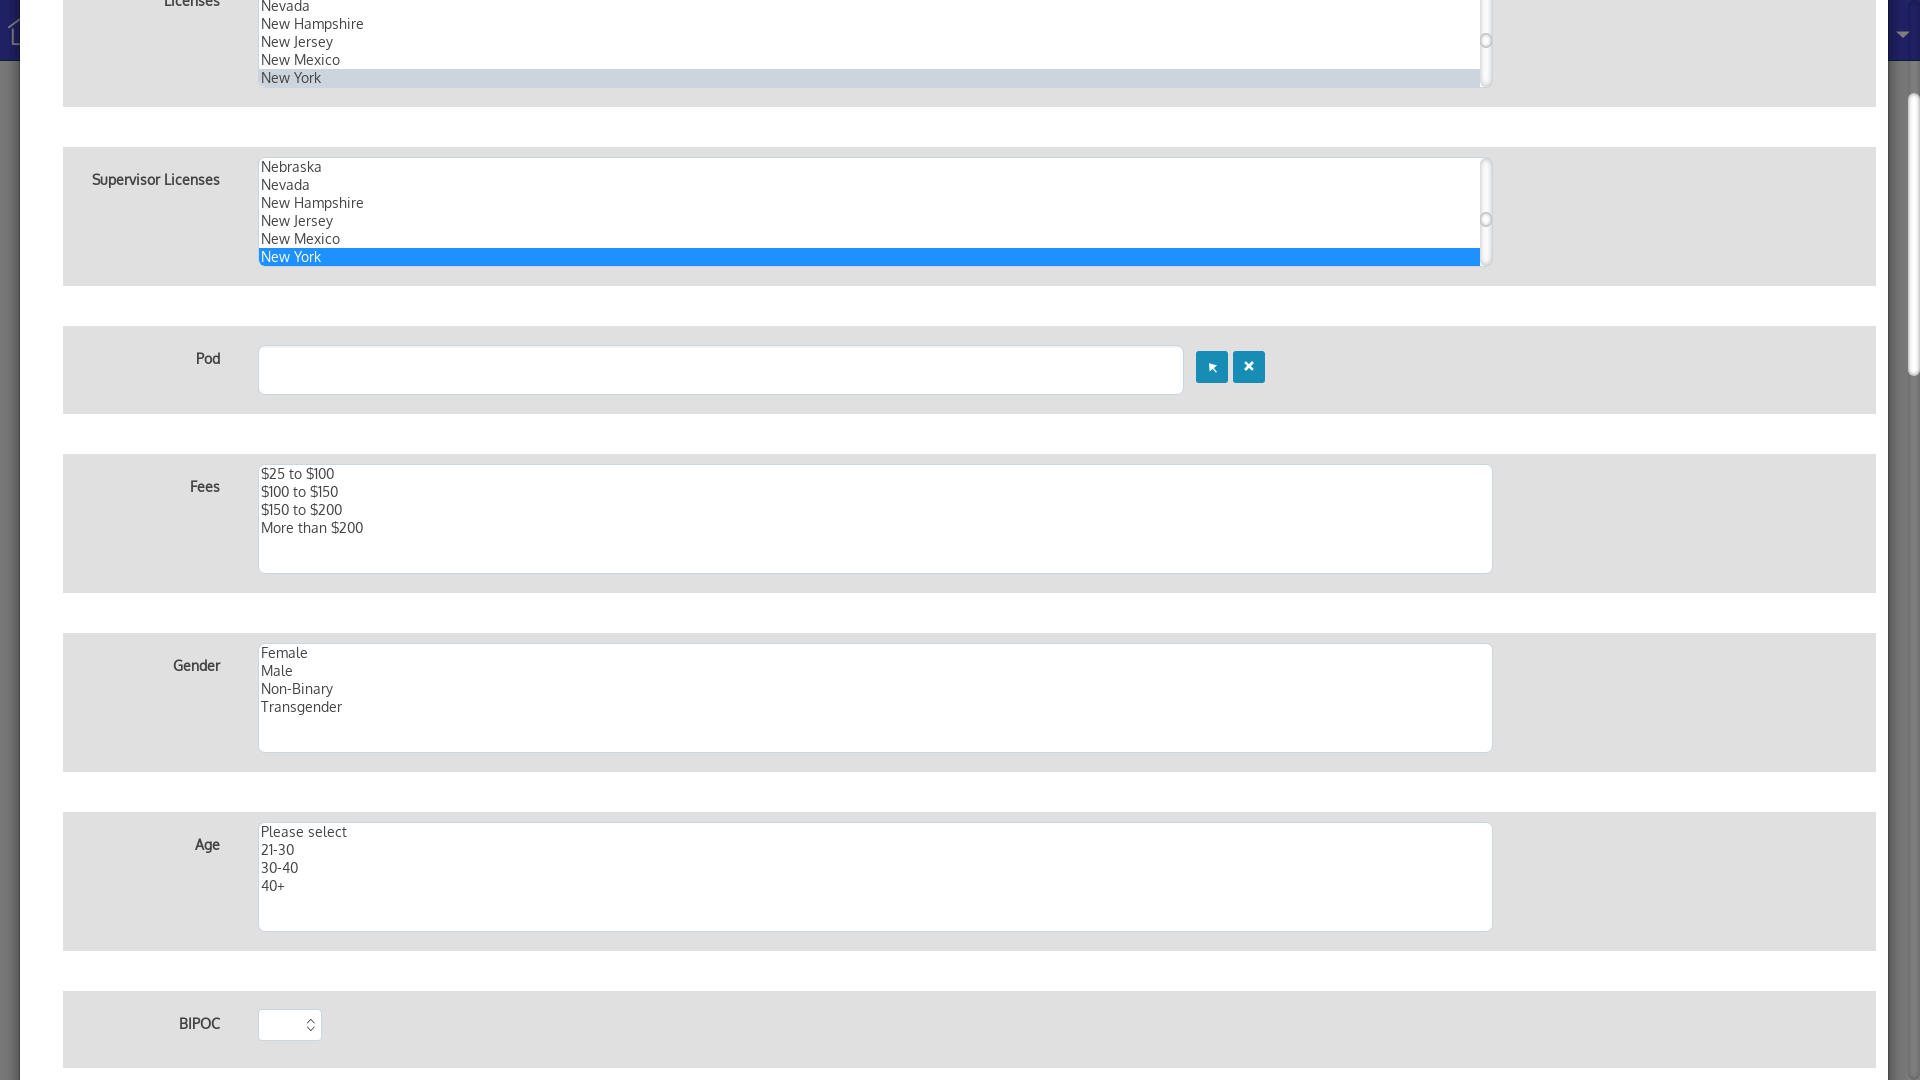 Licenses
Nevada
New Hampshire
New Jersey
New Mexico
New York
Supervisor Licenses
Nebraska
Nevada
New Hampshire
New Jersey
New Mexico
New York
Pod
Fees
$25 to $100
$100 to $150
$150 to $200
More than $200
Gender
Female
Male
Non-Binary
Transgender
Age
Please select
21-30
30-40
40+
BIPOC